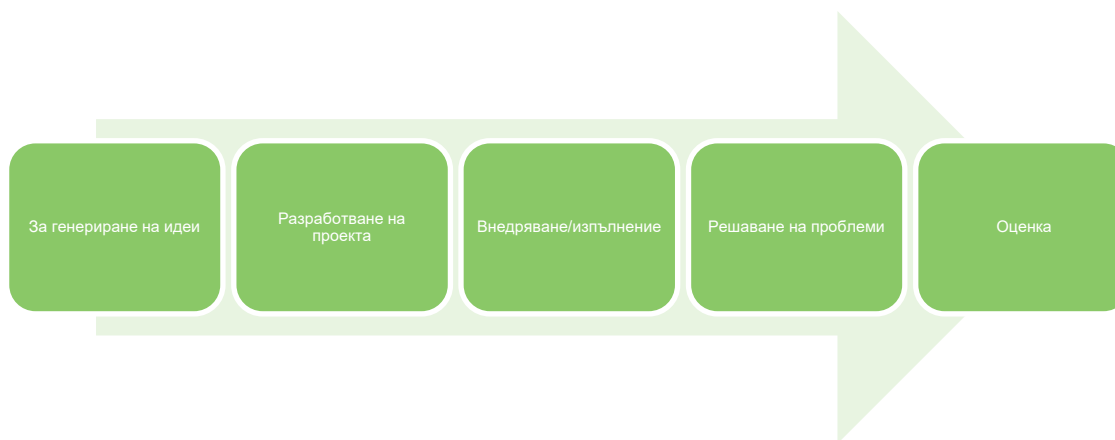 За генериране на идеи
Разработване на
проекта
Внедряване/изпълнение
Решаване на проблеми
Оценка